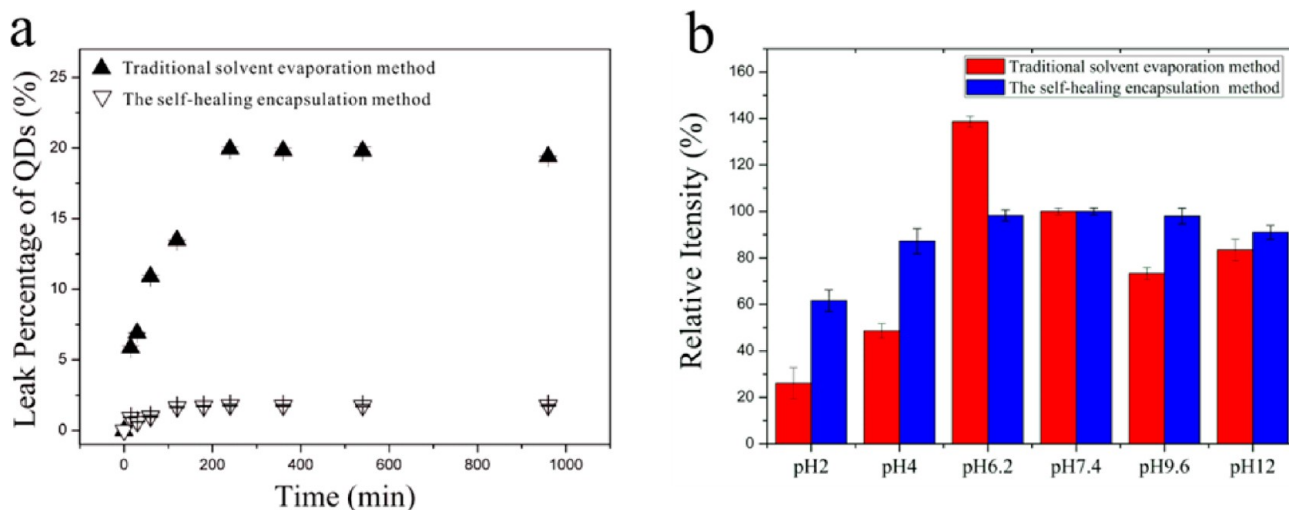 a
Leak Percentage of QDs (%)
25
20
15
10
5
0
Traditional solvent evaporation method
The self-healing encapsulation method
0 200 400 600 800 1000
Time (min)
b
Relative Itensity (%)
160
140
120
100
80
60
40
20
0
Traditional solvent evaporation method
The self-healing encapsulation method
pH2 pH4 pH6.2 pH7.4 pH9.6 pH12